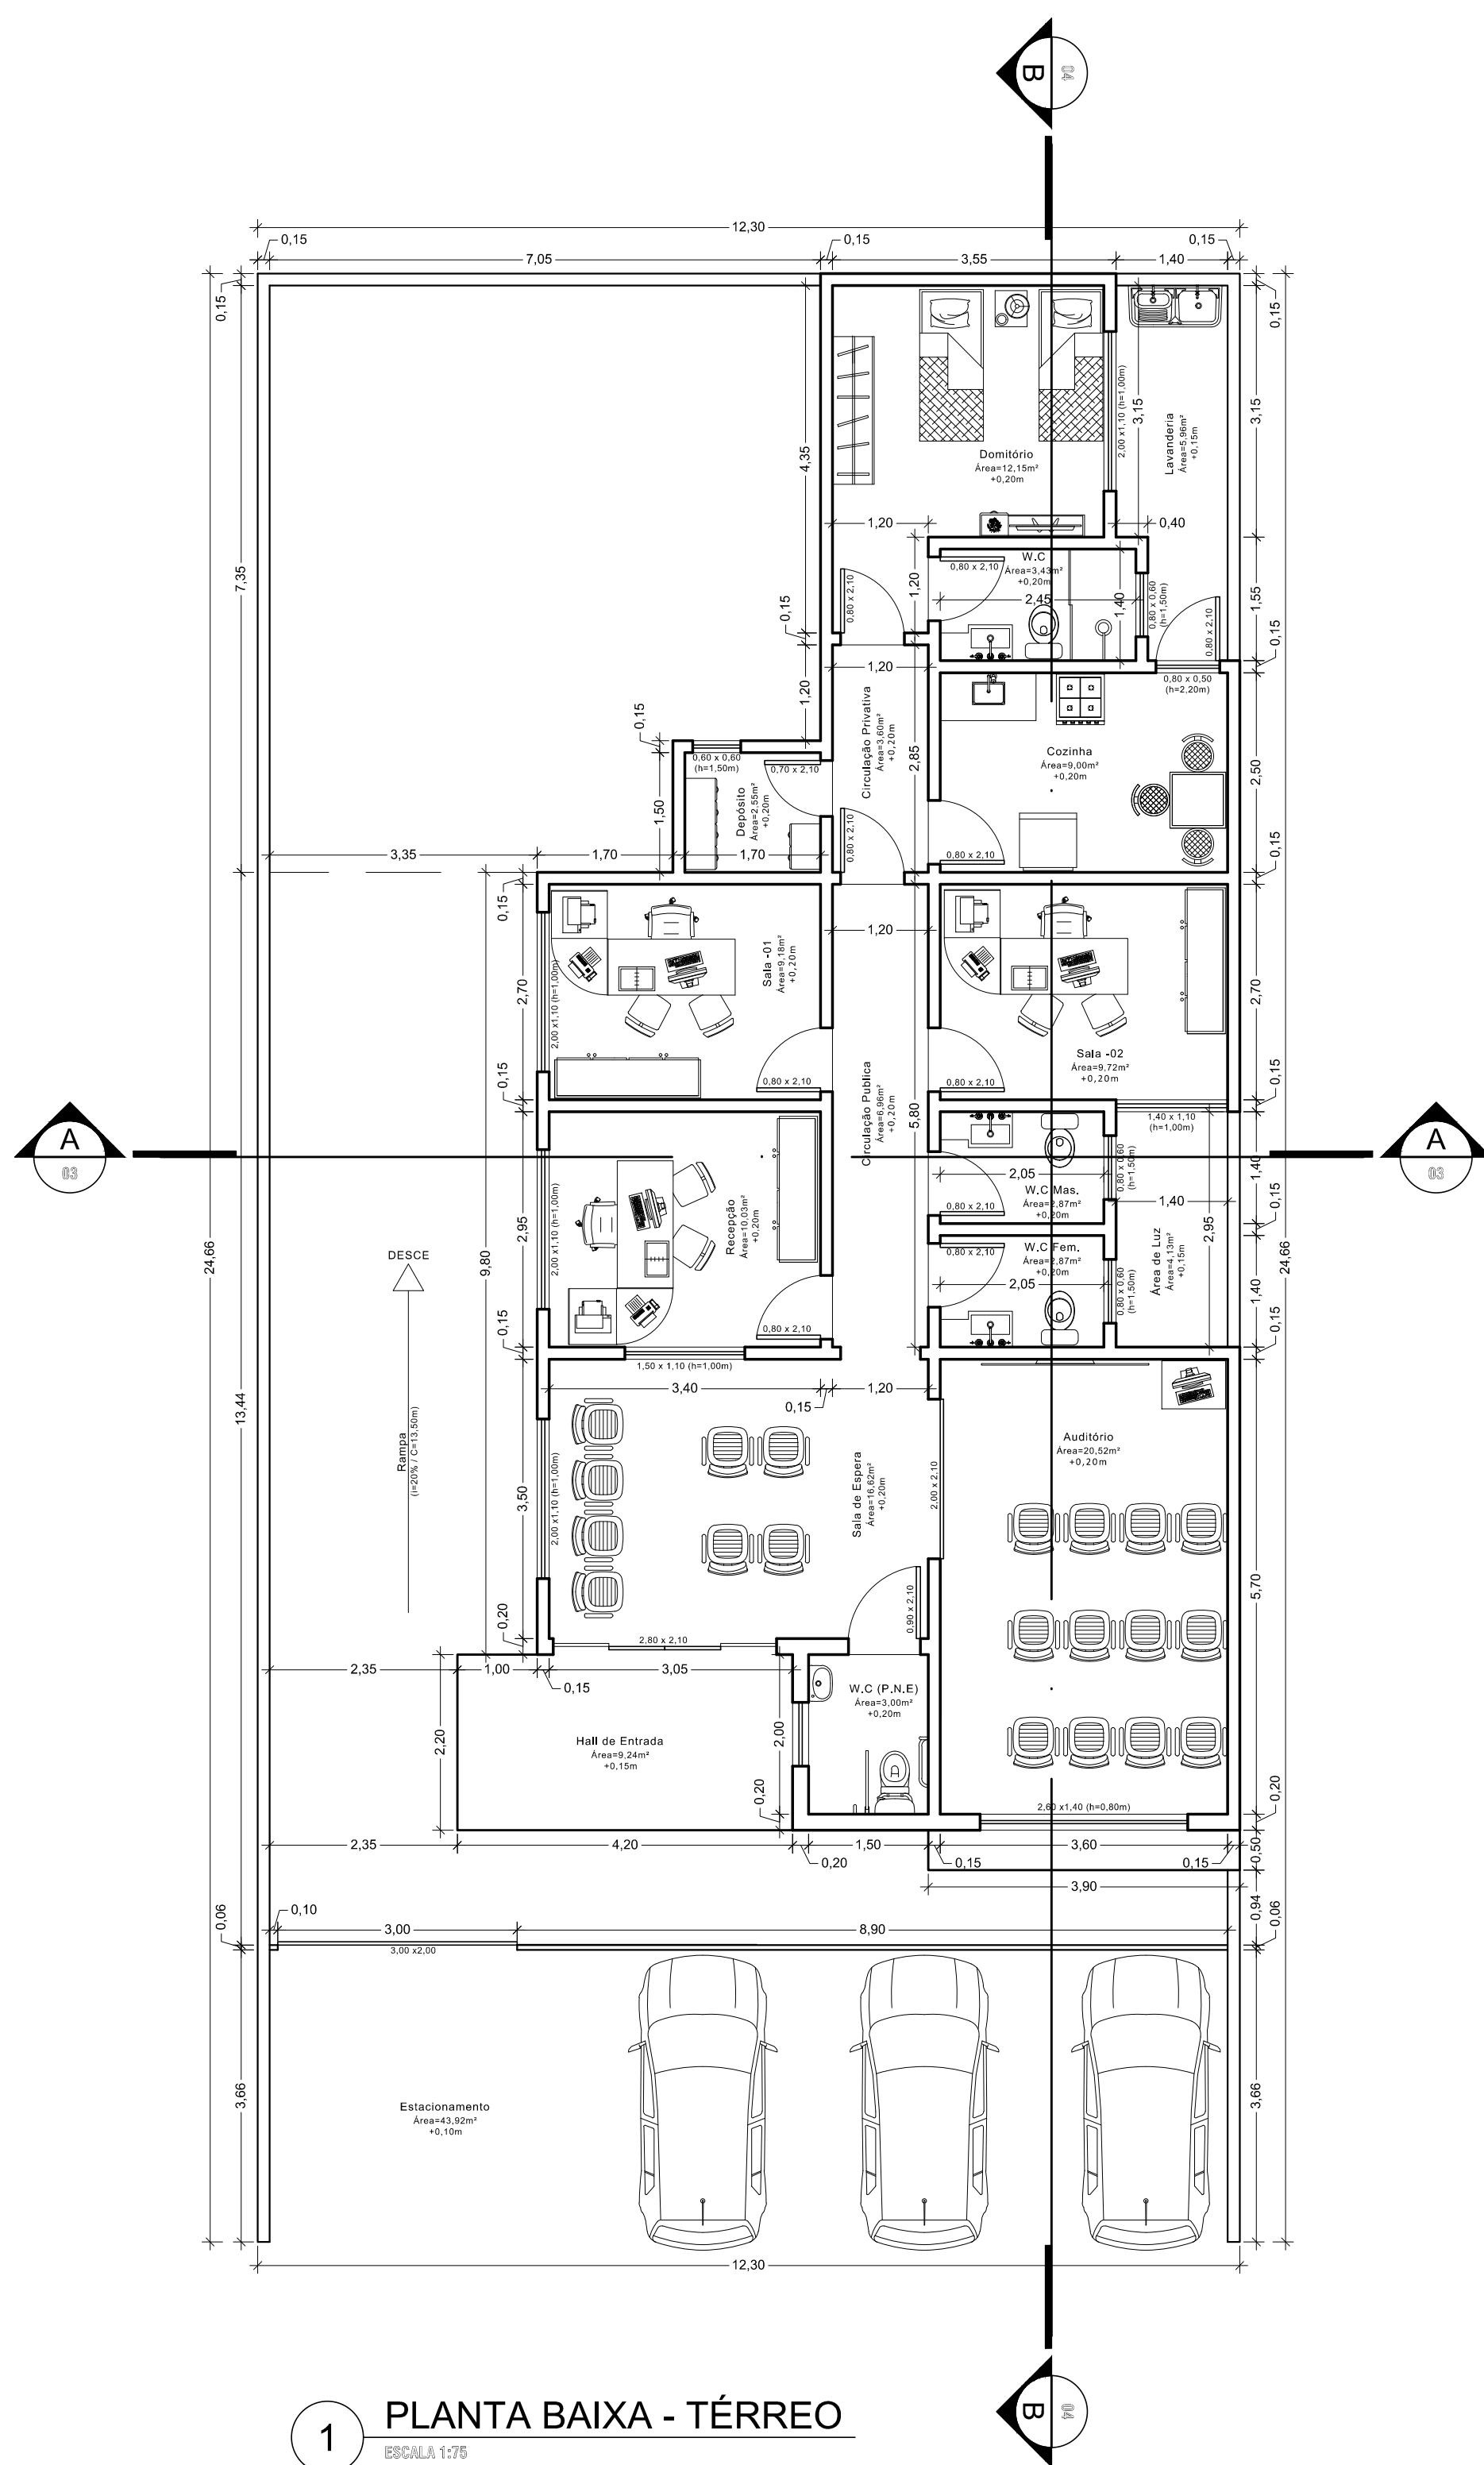 B
04
12,30
0,15
0,15
0,15
7,05
3,55
1,40
0,15
0,15
4,35
2,00 x1,10 (h=1,00m)
3,15
3,15
Lavanderia
Área=5,96m²
+0,15m
Domitório
Área=12,15m²
+0,20m
1,20
0,40
7,35
0,80 x 2,10
1,20
W.C
Área=3,43m²
+0,20m
0,80 x 2,10
2,45
1,40
0,80 x 0,60
(h=1,50m)
0,80 x 2,10
1,55
0,15
0,15
1,20
0,80 x 0,50
(h=2,20m)
1,20
0,15
Circulação Privativa
Área=3,60m²
+0,20m
2,85
Cozinha
Área=9,00m²
+0,20m
2,50
0,60 x 0,60
(h=1,50m)
0,70 x 2,10
Depósito
Área=2,55m²
+0,20m
1,50
0,80 x 2,10
0,80 x 2,10
0,15
3,35
1,70
1,70
0,15
1,20
2,70
2,00 x1,10 (h=1,00m)
Sala -01
Área=9,18m²
+0,20m
2,70
Sala -02
Área=9,72m²
+0,20m
0,80 x 2,10
0,80 x 2,10
0,15
0,15
Circulação Publica
Área=6,96m²
+0,20m
5,80
1,40 x 1,10
(h=1,00m)
A
03
A
03
2,05
0,80 x 0,60
(h=1,50m)
1,40
W.C Mas.
Área=2,87m²
+0,20m
0,80 x 2,10
1,40
0,15
2,95
2,00 x1,10 (h=1,00m)
Recepção
Área=10,03m²
+0,20m
W.C Fem.
Área=2,87m²
+0,20m
0,80 x 2,10
2,05
0,80 x 0,60
(h=1,50m)
Área de Luz
Área=4,13m²
+0,15m
2,95
1,40
24,66
24,66
DESCE
9,80
0,80 x 2,10
0,15
0,15
1,50 x 1,10 (h=1,00m)
3,40
0,15
1,20
13,44
Rampa
(i=20% / C=13,50m)
3,50
2,00 x1,10 (h=1,00m)
Sala de Espera
Área=16,62m²
+0,20m
2,00 x 2,10
Auditório
Área=20,52m²
+0,20m
5,70
0,90 x 2,10
0,20
2,80 x 2,10
2,35
1,00
0,15
3,05
W.C (P.N.E)
Área=3,00m²
+0,20m
2,20
Hall de Entrada
Área=9,24m²
+0,15m
2,00
0,20
0,20
2,60 x1,40 (h=0,80m)
2,35
4,20
0,20
1,50
0,15
3,60
0,15
0,50
3,90
0,94
0,06
0,06
0,10
3,00
8,90
3,00 x2,00
3,66
3,66
Estacionamento
Área=43,92m²
+0,10m
12,30
B
04
1
PLANTA BAIXA - TÉRREO
ESCALA 1:75